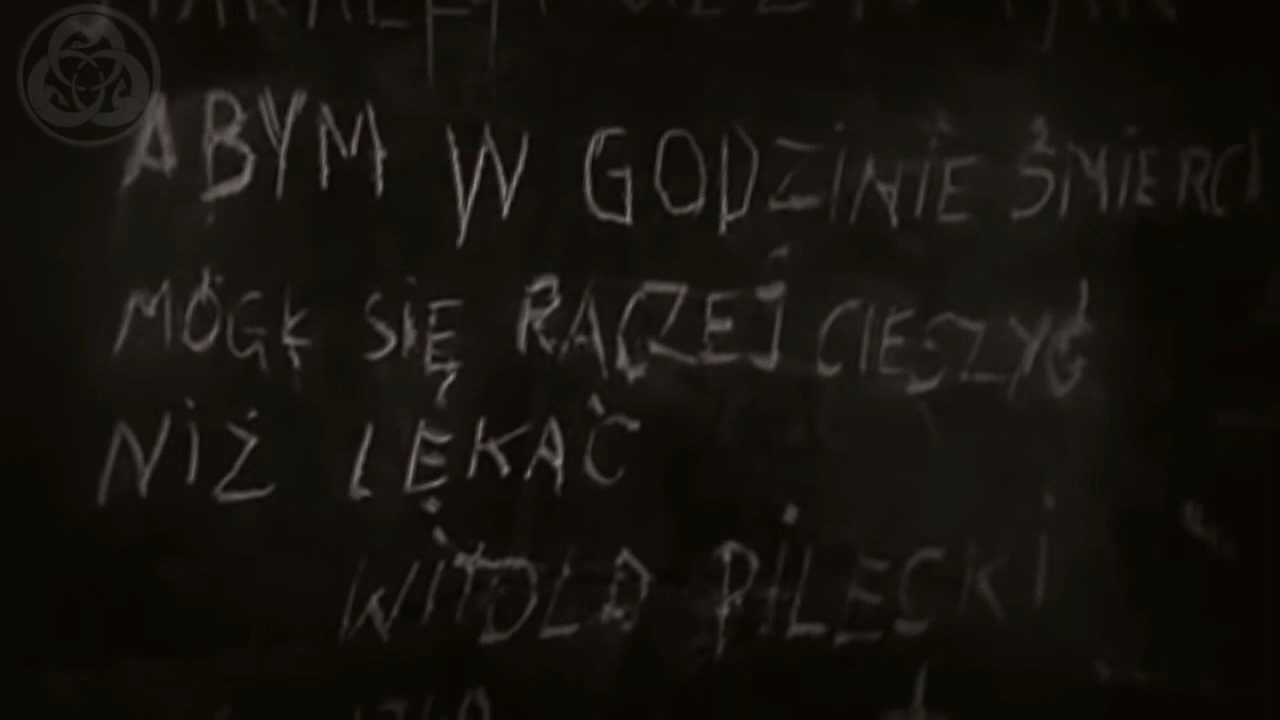 ABYM W GODZINIE ŚMIERCI
MÓGŁ SIĘ RACZEJ CIESZYĆ
NIŻ LĘKAĆ
WITOLD PILECKI